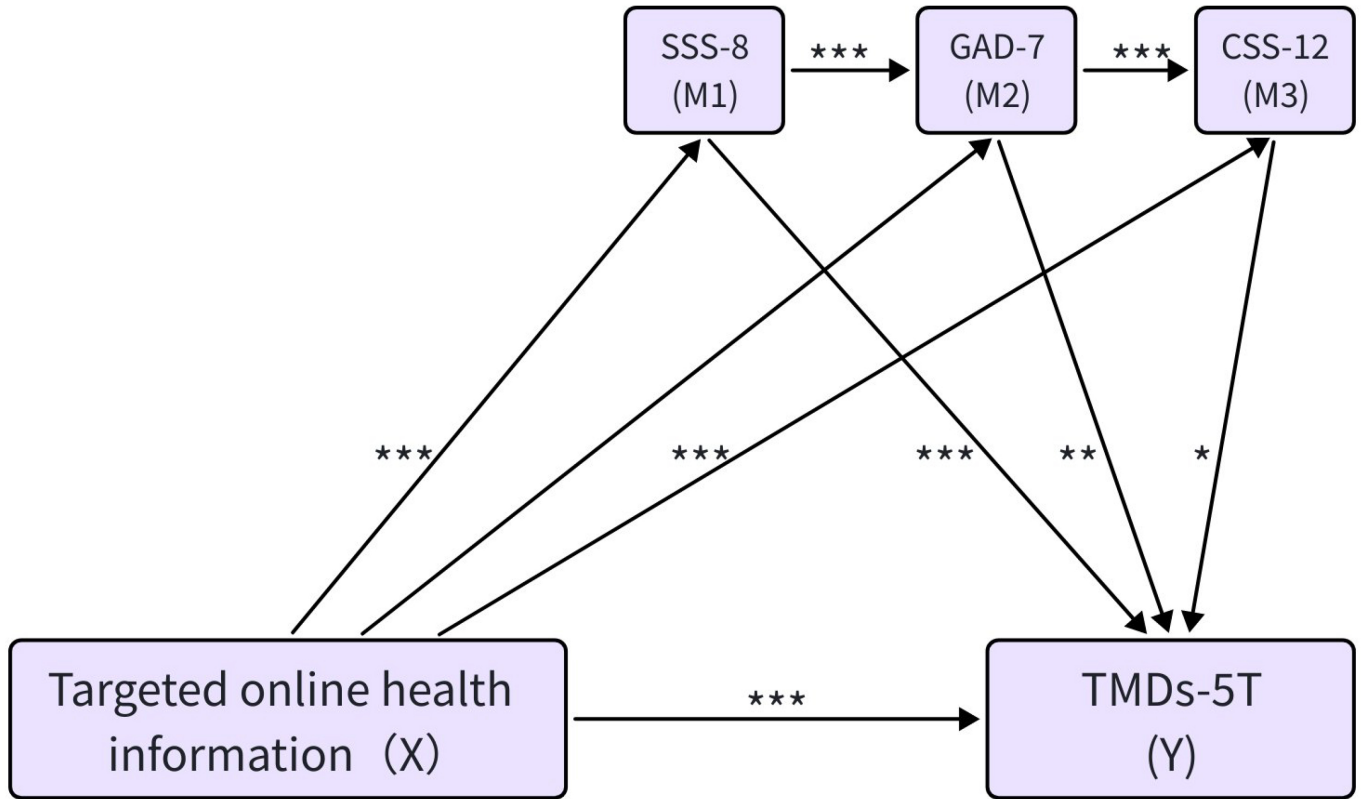 SSS-8
(M1)
***
GAD-7
(M2)
***
CSS-12
(M3)
***
***
***
**
*
Targeted online health
information（X）
***
TMDs-5T
(Y)